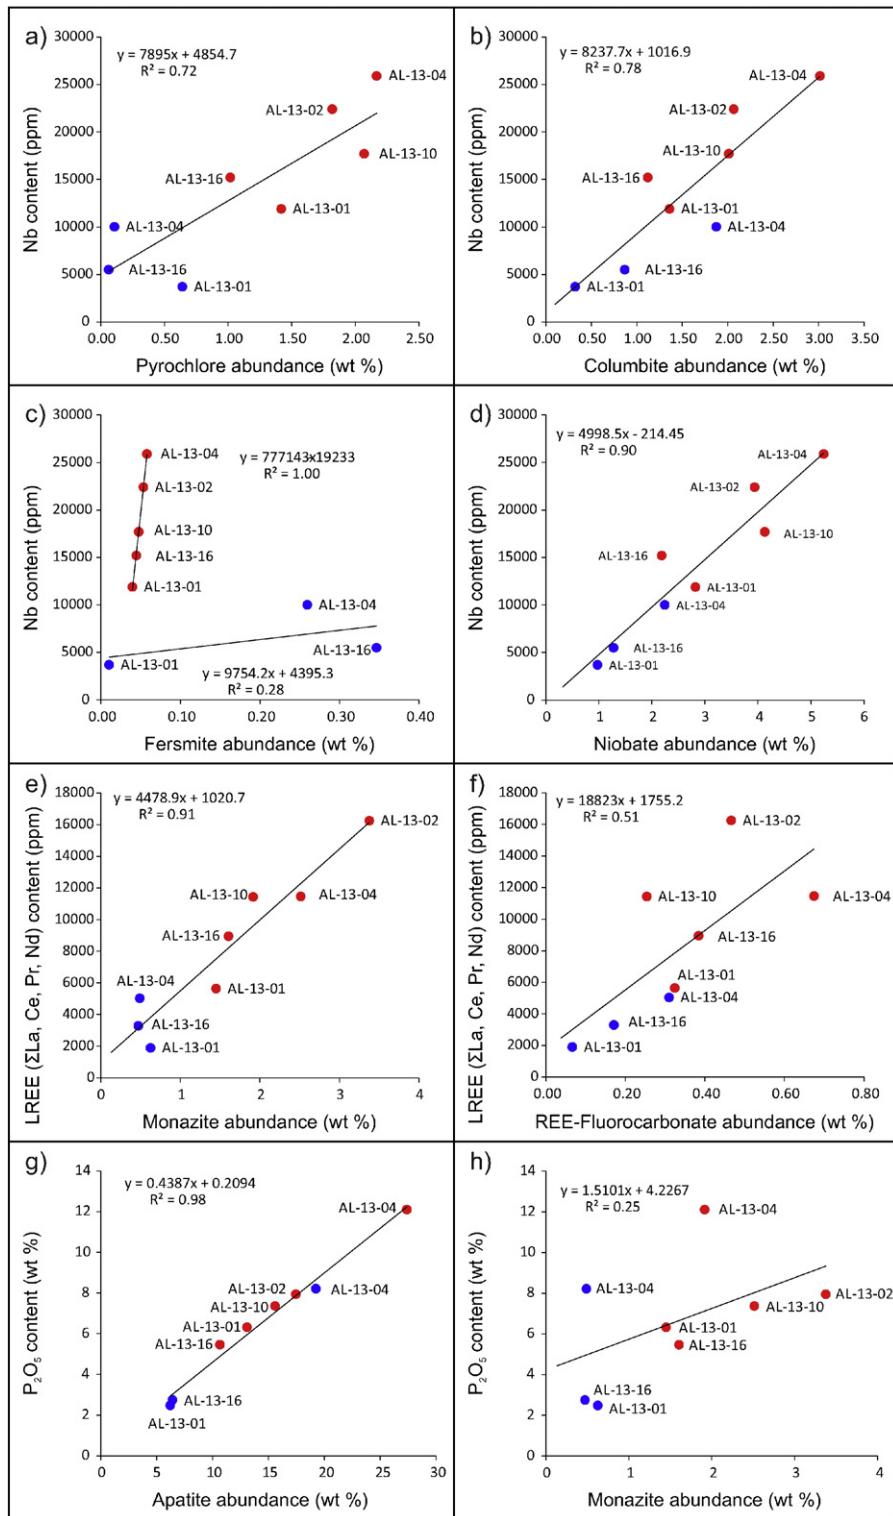 a)
y = 7895x + 4854.7
R² = 0.72
Nb content (ppm)
30000
25000
20000
15000
10000
5000
0
AL-13-04
AL-13-02
AL-13-10
AL-13-16
AL-13-01
AL-13-04
AL-13-16
AL-13-01
0.00 0.50 1.00 1.50 2.00 2.50
Pyrochlore abundance (wt %)
b)
y = 8237.7x + 1016.9
R² = 0.78
Nb content (ppm)
30000
25000
20000
15000
10000
5000
0
AL-13-04
AL-13-02
AL-13-10
AL-13-16
AL-13-01
AL-13-04
AL-13-16
AL-13-01
0.00 0.50 1.00 1.50 2.00 2.50 3.00 3.50
Columbite abundance (wt %)
c)
y = 777143x19233
R² = 1.00
Nb content (ppm)
30000
25000
20000
15000
10000
5000
0
AL-13-04
AL-13-02
AL-13-10
AL-13-16
AL-13-01
AL-13-04
AL-13-16
AL-13-01
y = 9754.2x + 4395.3
R² = 0.28
0.00 0.10 0.20 0.30 0.40
Fersmite abundance (wt %)
d)
y = 4998.5x - 214.45
R² = 0.90
Nb content (ppm)
30000
25000
20000
15000
10000
5000
0
AL-13-04
AL-13-02
AL-13-10
AL-13-16
AL-13-01
AL-13-04
AL-13-16
AL-13-01
0 1 2 3 4 5 6
Niobate abundance (wt %)
e)
y = 4478.9x + 1020.7
R² = 0.91
LREE (ΣLa, Ce, Pr, Nd) content (ppm)
18000
16000
14000
12000
10000
8000
6000
4000
2000
0
AL-13-02
AL-13-10
AL-13-04
AL-13-16
AL-13-01
AL-13-04
AL-13-16
AL-13-01
0 1 2 3 4
Monazite abundance (wt %)
f)
y = 18823x + 1755.2
R² = 0.51
LREE (ΣLa, Ce, Pr, Nd) content (ppm)
18000
16000
14000
12000
10000
8000
6000
4000
2000
0
AL-13-02
AL-13-10
AL-13-04
AL-13-16
AL-13-01
AL-13-04
AL-13-16
AL-13-01
0.00 0.20 0.40 0.60 0.80
REE-Fluorocarbonate abundance (wt %)
g)
y = 0.4387x + 0.2094
R² = 0.98
P₂O₅ content (wt %)
14
12
10
8
6
4
2
0
AL-13-04
AL-13-02
AL-13-04
AL-13-10
AL-13-01
AL-13-16
AL-13-16
AL-13-01
0 5 10 15 20 25 30
Apatite abundance (wt %)
h)
y = 1.5101x + 4.2267
R² = 0.25
P₂O₅ content (wt %)
14
12
10
8
6
4
2
0
AL-13-04
AL-13-04
AL-13-02
AL-13-10
AL-13-01
AL-13-16
AL-13-16
AL-13-01
0 1 2 3 4
Monazite abundance (wt %)